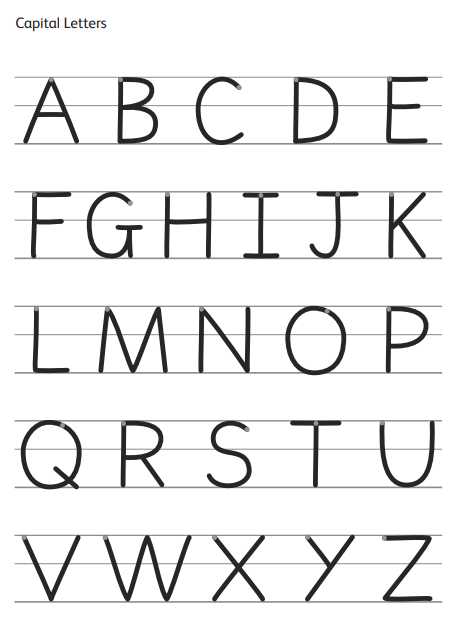 Capital Letters
A B C D E
F G H I J K
L M N O P
Q R S T U
V W X Y Z